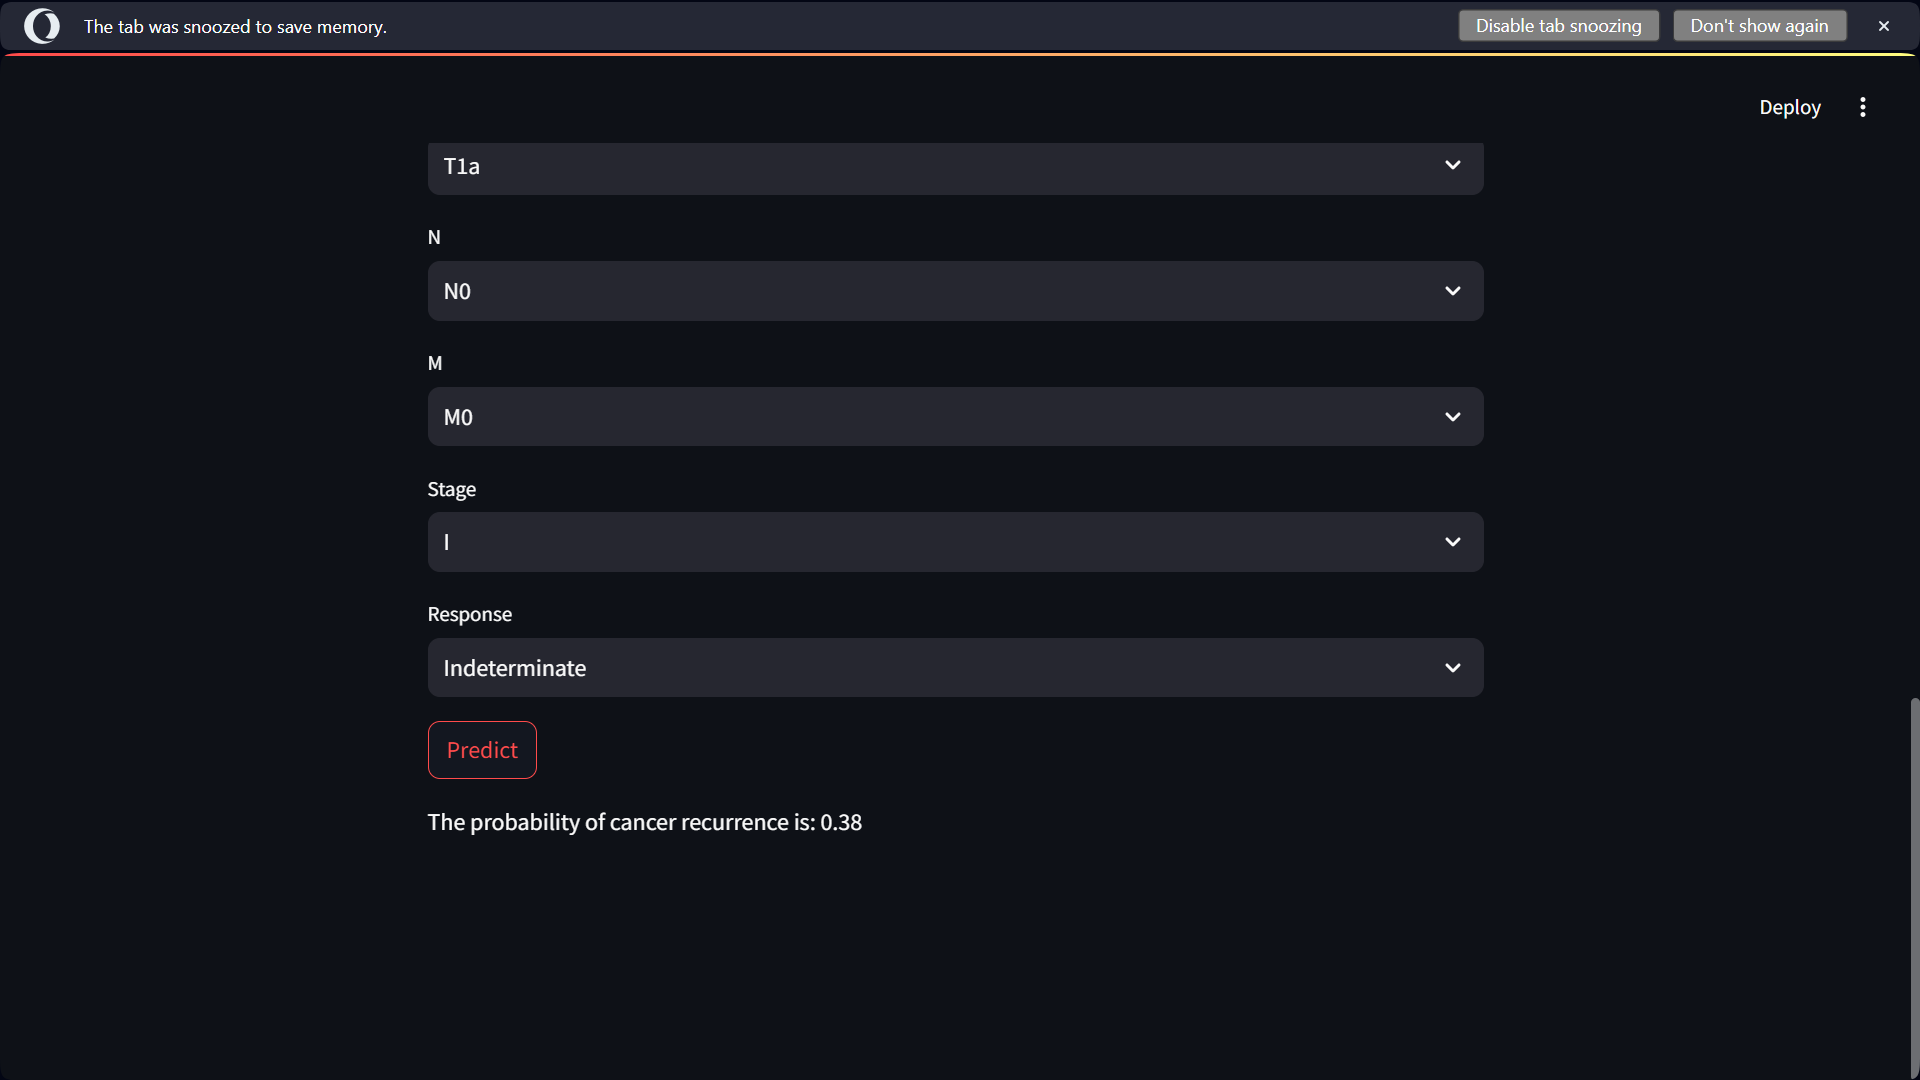 The tab was snoozed to save memory.
Disable tab snoozing
Don't show again
Deploy
T1a
N
N0
M
M0
Stage
I
Response
Indeterminate
Predict
The probability of cancer recurrence is: 0.38